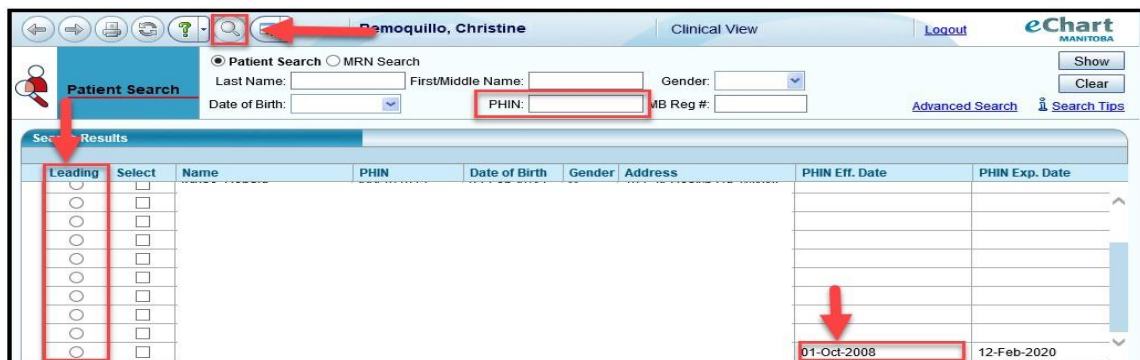 Demoquillo, Christine Clinical View Logout eChart
MANITOBA
Patient Search
Patient Search MRN Search
Last Name: First/Middle Name: Gender: Show
Date of Birth: PHIN: MB Reg #: Clear
Advanced Search Search Tips
Search Results
Leading Select Name PHIN Date of Birth Gender Address PHIN Eff. Date PHIN Exp. Date
01-Oct-2008 12-Feb-2020